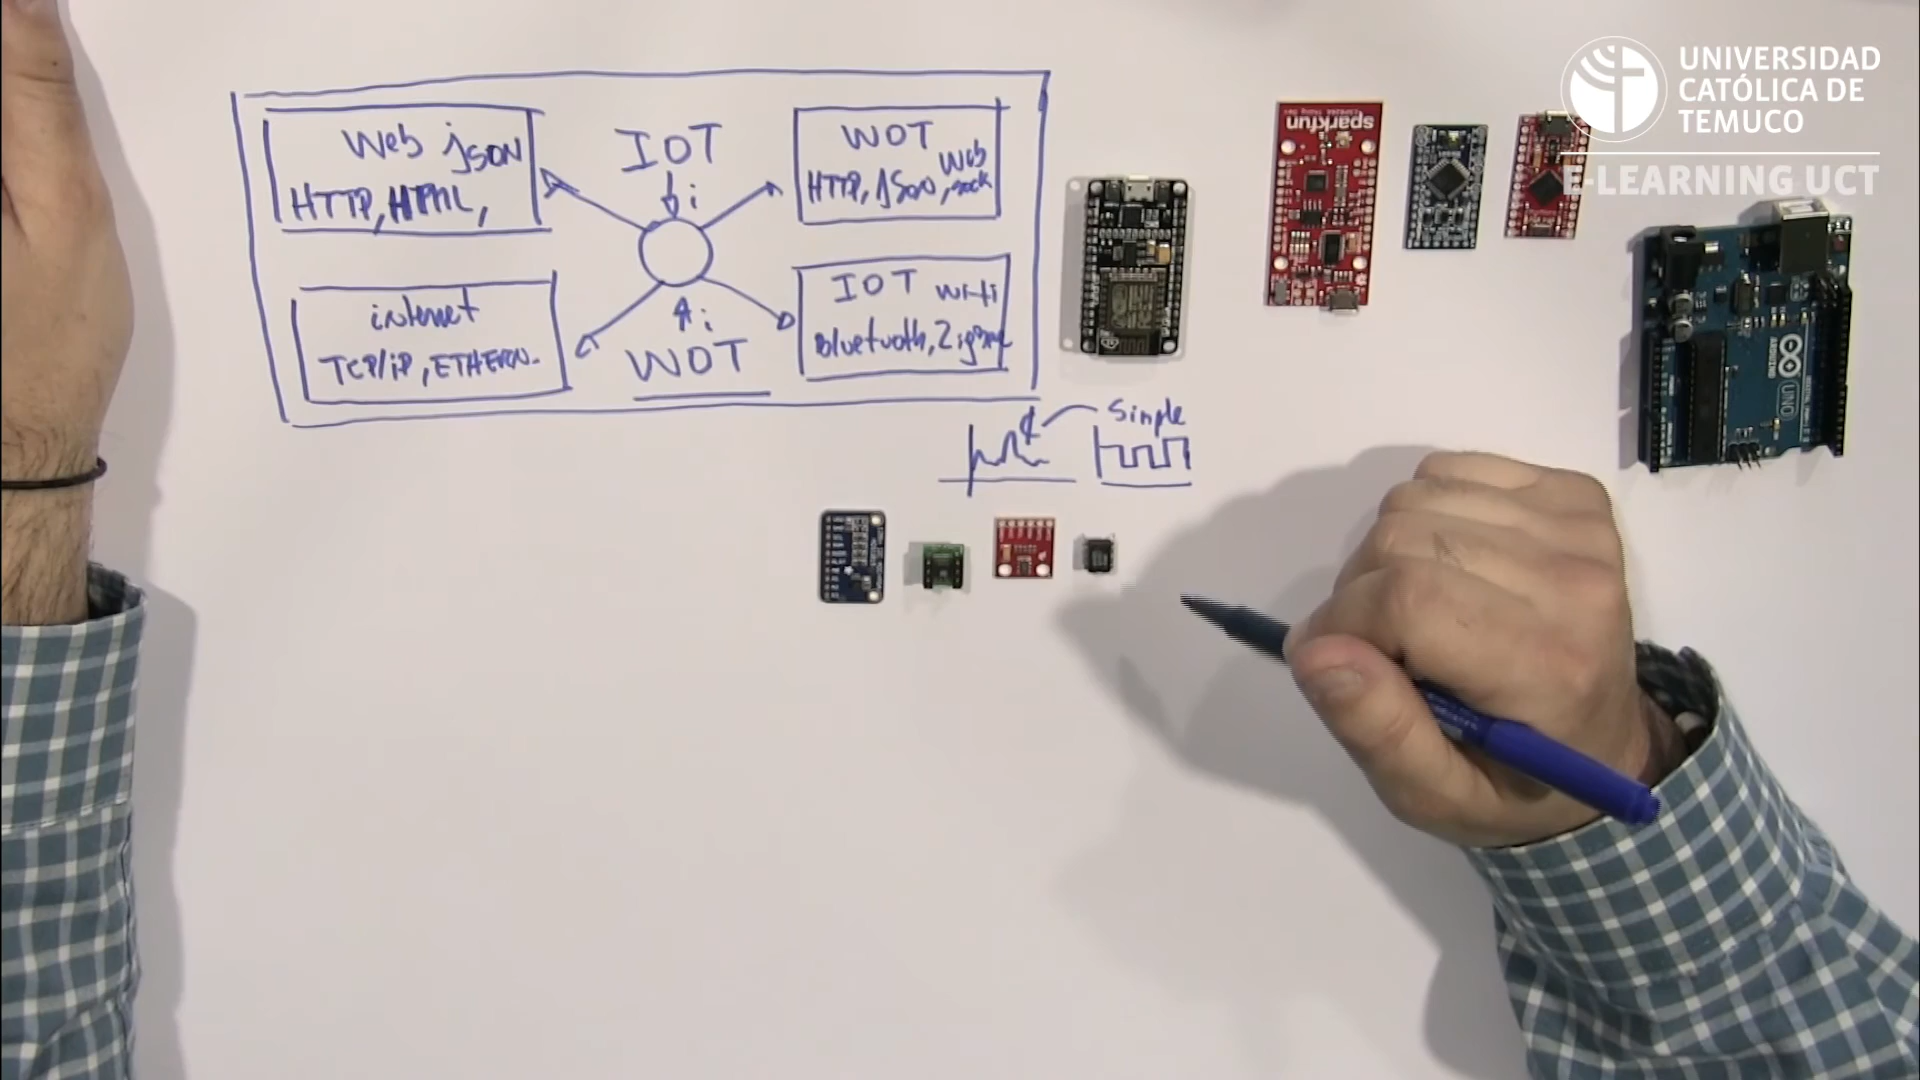 UNIVERSIDAD
CATÓLICA DE
TEMUCO
E-LEARNING UCT
Web json
HTTP, HTML,
IOT
i
WOT
HTTP, JSON, Web
sock
internet
TCP/IP, ETHERN.
i
WOT
IOT Wifi
Bluetooth, Zigbee
Simple
sparkfun
ARDUINO
UNO